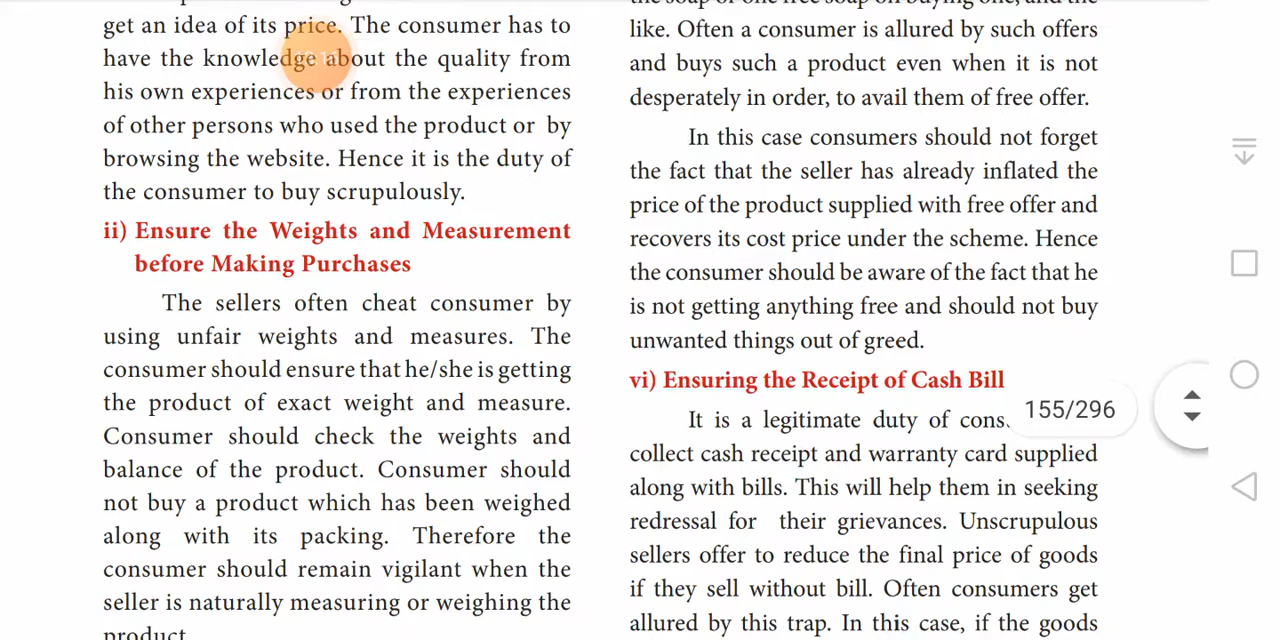 get an idea of its price. The consumer has to
have the knowledge about the quality from
his own experiences or from the experiences
of other persons who used the product or by
browsing the website. Hence it is the duty of
the consumer to buy scrupulously.
ii) Ensure the Weights and Measurement
before Making Purchases
The sellers often cheat consumer by
using unfair weights and measures. The
consumer should ensure that he/she is getting
the product of exact weight and measure.
Consumer should check the weights and
balance of the product. Consumer should
not buy a product which has been weighed
along with its packing. Therefore the
consumer should remain vigilant when the
seller is naturally measuring or weighing the
product.
the soap or one free soap on buying one, and the
like. Often a consumer is allured by such offers
and buys such a product even when it is not
desperately in order, to avail them of free offer.
In this case consumers should not forget
the fact that the seller has already inflated the
price of the product supplied with free offer and
recovers its cost price under the scheme. Hence
the consumer should be aware of the fact that he
is not getting anything free and should not buy
unwanted things out of greed.
vi) Ensuring the Receipt of Cash Bill
It is a legitimate duty of
collect cash receipt and warranty card supplied
along with bills. This will help them in seeking
redressal for their grievances. Unscrupulous
sellers offer to reduce the final price of goods
if they sell without bill. Often consumers get
allured by this trap. In this case, if the goods
155/296